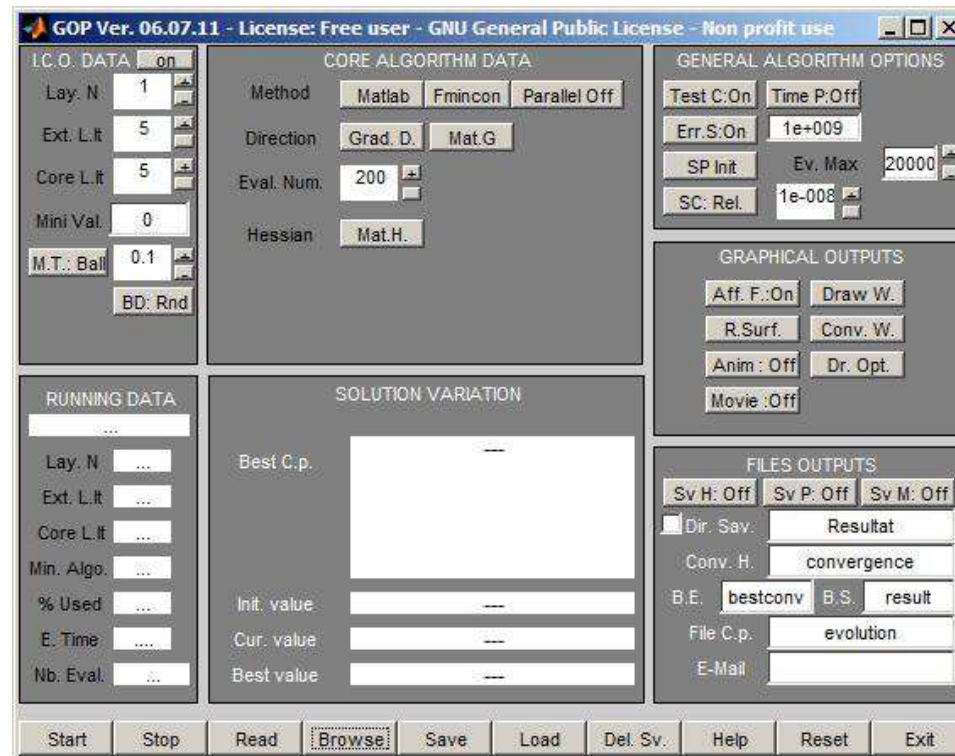 GOP Ver. 06.07.11 - License: Free user - GNU General Public License - Non profit use
I.C.O. DATA on
Lay. N 1
Ext. L.It 5
Core L.It 5
Mini Val. 0
M.T.: Ball 0.1
BD: Rnd
CORE ALGORITHM DATA
Method Matlab Fmincon Parallel Off
Direction Grad. D. Mat.G
Eval. Num. 200
Hessian Mat.H.
GENERAL ALGORITHM OPTIONS
Test C:On Time P:Off
Err.S:On 1e+009
SP Init Ev. Max 20000
SC: Rel. 1e-008
GRAPHICAL OUTPUTS
Aff. F.:On Draw W.
R.Surf. Conv. W.
Anim : Off Dr. Opt.
Movie :Off
RUNNING DATA
...
Lay. N ...
Ext. L.It ...
Core L.It ...
Min. Algo. ...
% Used ...
E. Time ....
Nb. Eval. ...
SOLUTION VARIATION
Best C.p. ---
Init. value ---
Cur. value ---
Best value ---
FILES OUTPUTS
Sv H: Off Sv P: Off Sv M: Off
Dir. Sav. Resultat
Conv. H. convergence
B.E. bestconv B.S. result
File C.p. evolution
E-Mail
Start Stop Read Browse Save Load Del. Sv. Help Reset Exit